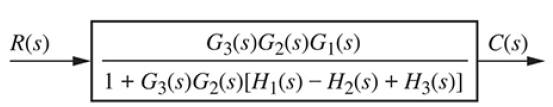 R(s)
G₃(s)G₂(s)G₁(s)
1 + G₃(s)G₂(s)[H₁(s) − H₂(s) + H₃(s)]
C(s)